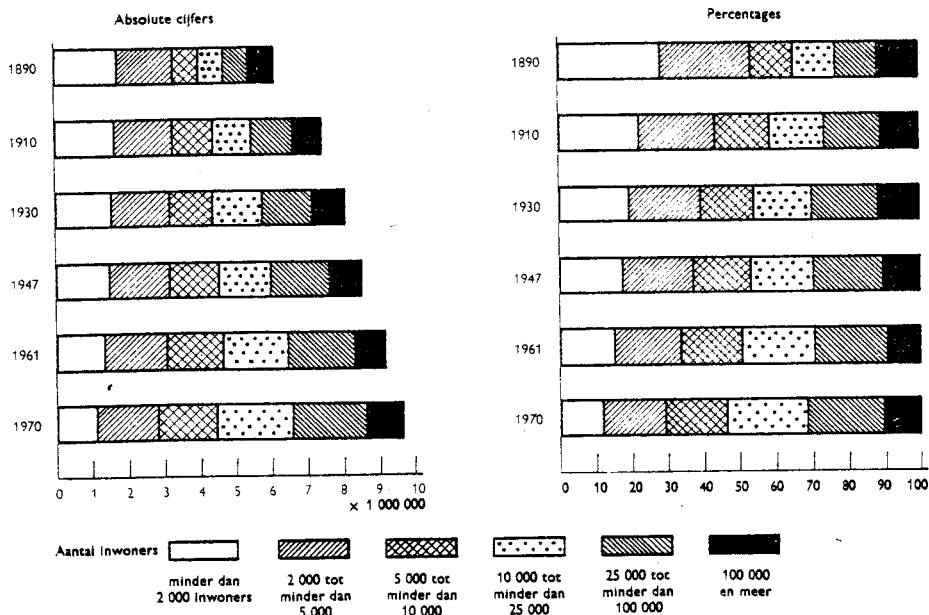 Absolute cijfers
1890
1910
1930
1947
1961
1970
0 1 2 3 4 5 6 7 8 9 10
× 1 000 000
Percentages
1890
1910
1930
1947
1961
1970
0 10 20 30 40 50 60 70 80 90 100
Aantal Inwoners
minder dan
2 000 Inwoners
2 000 tot
minder dan
5 000
5 000 tot
minder dan
10 000
10 000 tot
minder dan
25 000
25 000 tot
minder dan
100 000
100 000
en meer